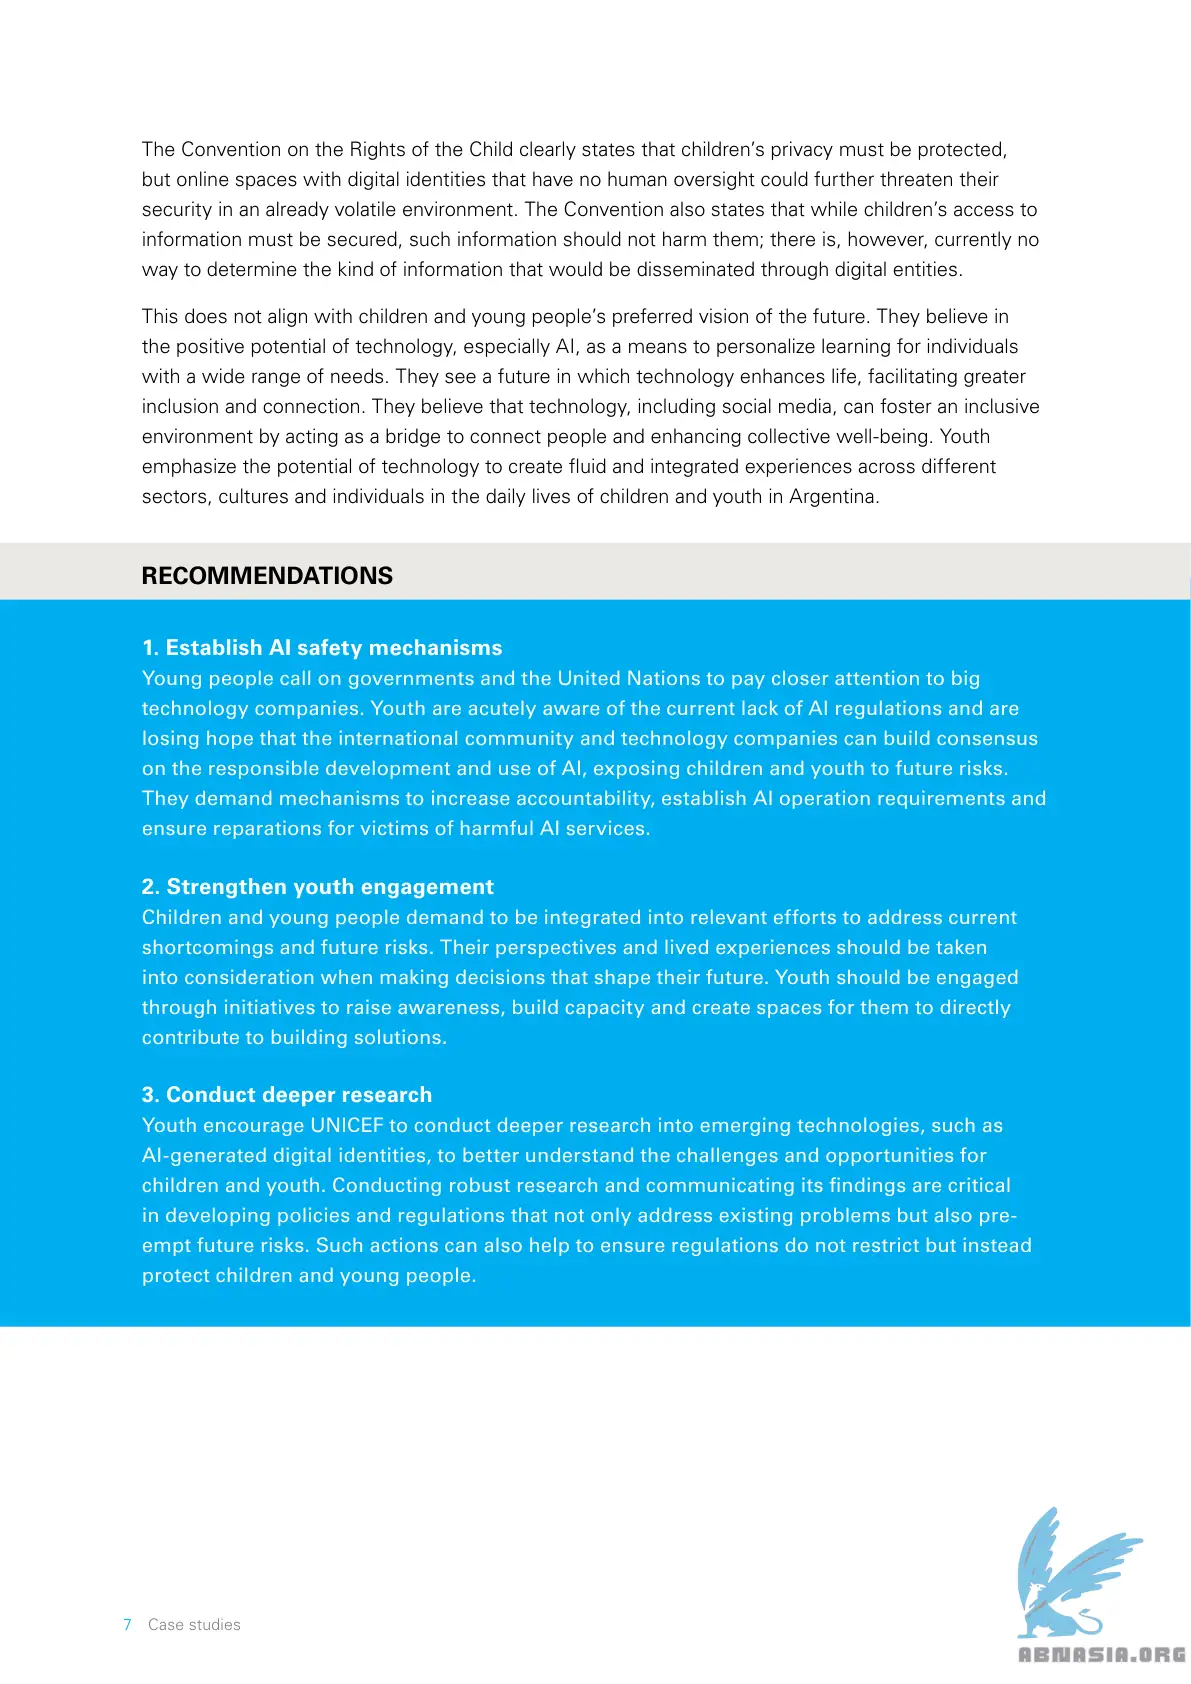 The Convention on the Rights of the Child clearly states that children’s privacy must be protected,
but online spaces with digital identities that have no human oversight could further threaten their
security in an already volatile environment. The Convention also states that while children’s access to
information must be secured, such information should not harm them; there is, however, currently no
way to determine the kind of information that would be disseminated through digital entities.
This does not align with children and young people’s preferred vision of the future. They believe in
the positive potential of technology, especially AI, as a means to personalize learning for individuals
with a wide range of needs. They see a future in which technology enhances life, facilitating greater
inclusion and connection. They believe that technology, including social media, can foster an inclusive
environment by acting as a bridge to connect people and enhancing collective well-being. Youth
emphasize the potential of technology to create fluid and integrated experiences across different
sectors, cultures and individuals in the daily lives of children and youth in Argentina.
RECOMMENDATIONS
1. Establish AI safety mechanisms
Young people call on governments and the United Nations to pay closer attention to big
technology companies. Youth are acutely aware of the current lack of AI regulations and are
losing hope that the international community and technology companies can build consensus
on the responsible development and use of AI, exposing children and youth to future risks.
They demand mechanisms to increase accountability, establish AI operation requirements and
ensure reparations for victims of harmful AI services.
2. Strengthen youth engagement
Children and young people demand to be integrated into relevant efforts to address current
shortcomings and future risks. Their perspectives and lived experiences should be taken
into consideration when making decisions that shape their future. Youth should be engaged
through initiatives to raise awareness, build capacity and create spaces for them to directly
contribute to building solutions.
3. Conduct deeper research
Youth encourage UNICEF to conduct deeper research into emerging technologies, such as
AI-generated digital identities, to better understand the challenges and opportunities for
children and youth. Conducting robust research and communicating its findings are critical
in developing policies and regulations that not only address existing problems but also pre-
empt future risks. Such actions can also help to ensure regulations do not restrict but instead
protect children and young people.
7 Case studies
ABNASIA.ORG